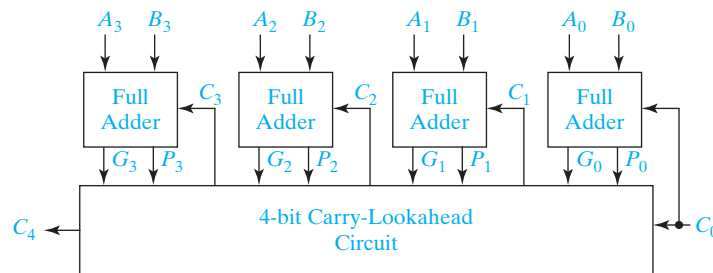 A3 B3 A2 B2 A1 B1 A0 B0
Full Adder C3 Full Adder C2 Full Adder C1 Full Adder
G3 P3 G2 P2 G1 P1 G0 P0
C4 4-bit Carry-Lookahead C0
Circuit